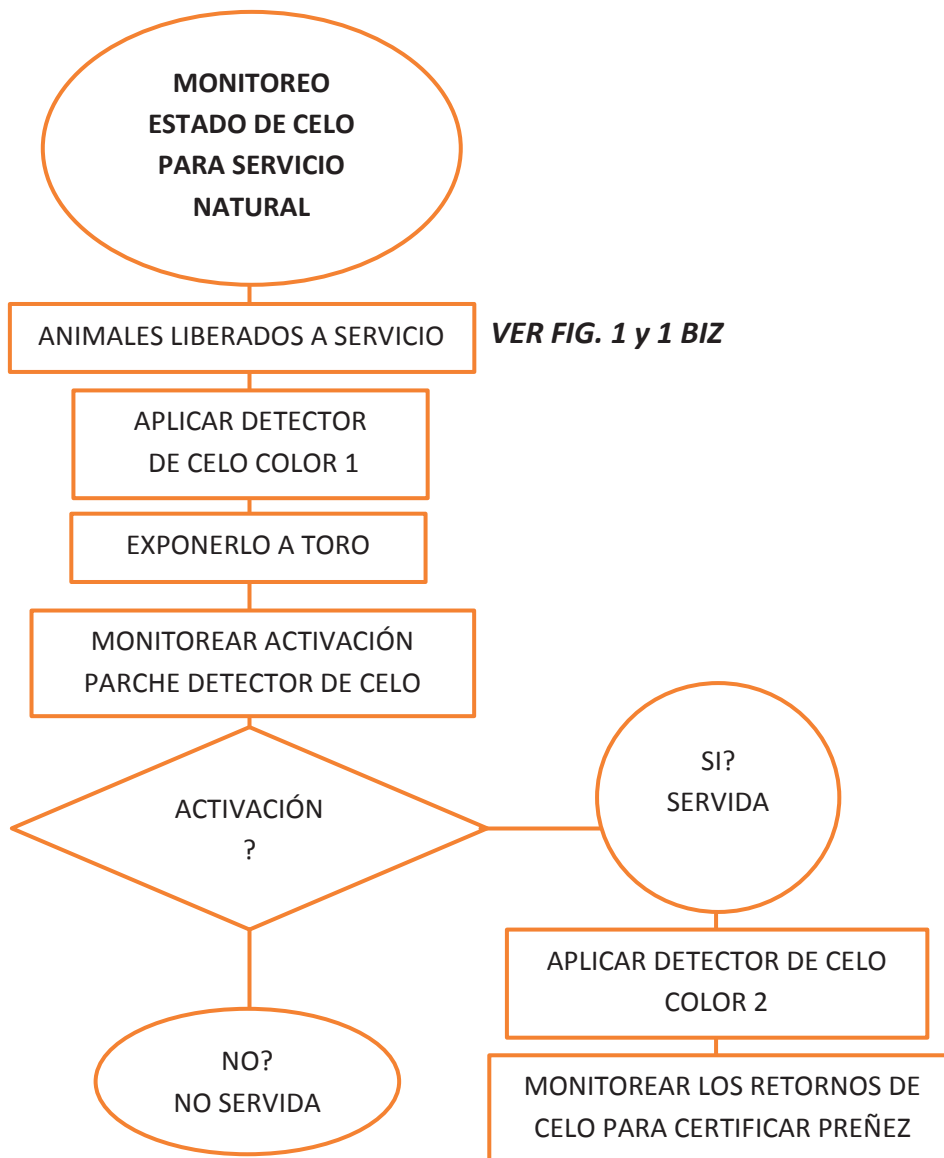 MONITOREO
ESTADO DE CELO
PARA SERVICIO
NATURAL
ANIMALES LIBERADOS A SERVICIO
VER FIG. 1 y 1 BIZ
APLICAR DETECTOR
DE CELO COLOR 1
EXPONERLO A TORO
MONITOREAR ACTIVACIÓN
PARCHE DETECTOR DE CELO
ACTIVACIÓN
?
SI?
SERVIDA
APLICAR DETECTOR DE CELO
COLOR 2
MONITOREAR LOS RETORNOS DE
CELO PARA CERTIFICAR PREÑEZ
NO?
NO SERVIDA